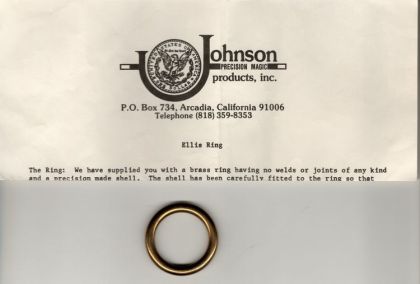 Johnson
PRECISION MAGIC
products, inc.
P.O. Box 734, Arcadia, California 91006
Telephone (818) 359-8353
Ellis Ring
The Ring: We have supplied you with a brass ring having no welds or joints of any kind
and a precision made shell. The shell has been carefully fitted to the ring so that